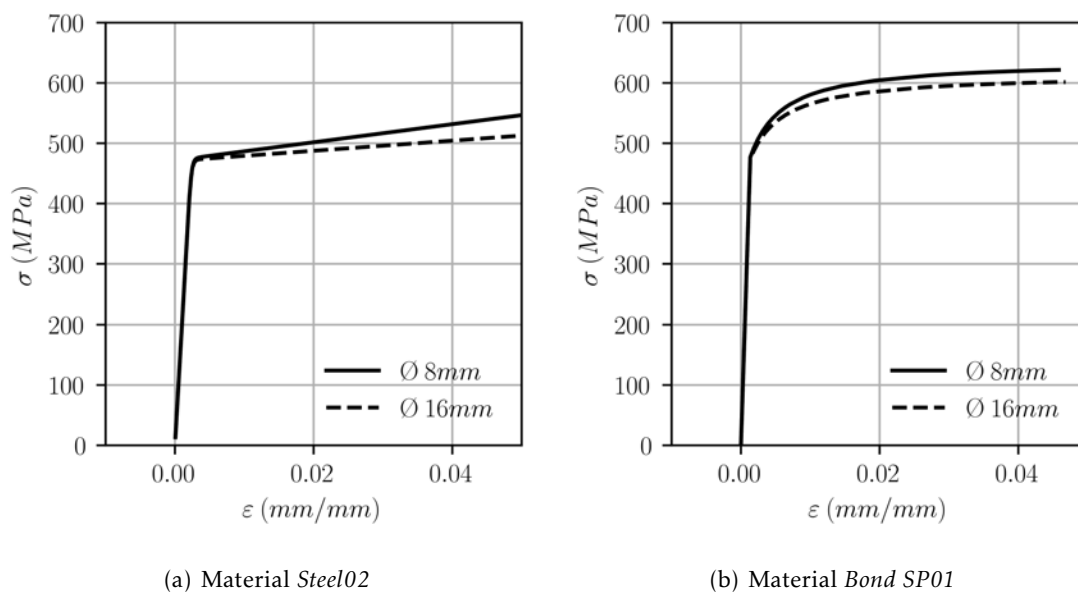 700
600
500
400
300
200
100
0
σ (MPa)
0.00 0.02 0.04
ε (mm/mm)
Ø 8mm
Ø 16mm
(a) Material Steel02
700
600
500
400
300
200
100
0
σ (MPa)
0.00 0.02 0.04
ε (mm/mm)
Ø 8mm
Ø 16mm
(b) Material Bond SP01